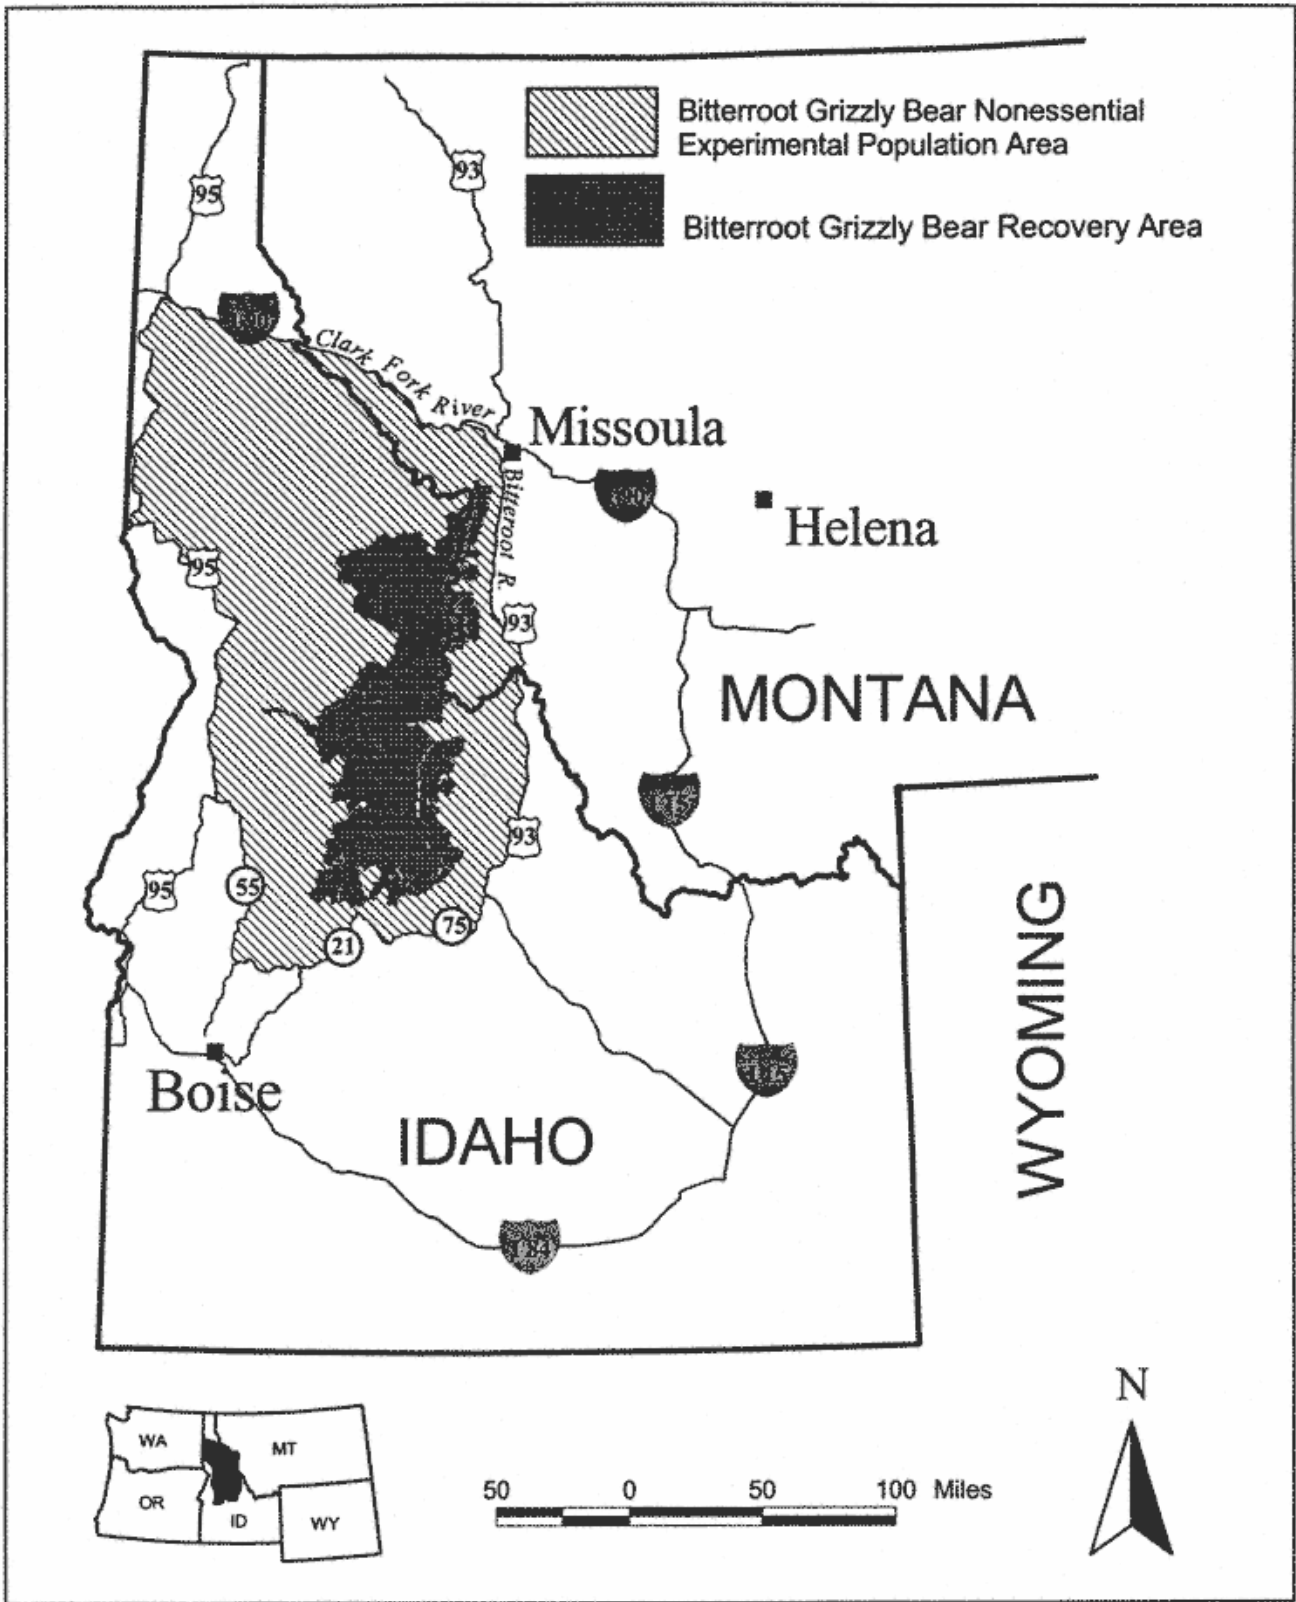 Bitterroot Grizzly Bear Nonessential
Experimental Population Area
Bitterroot Grizzly Bear Recovery Area
93
95
Clark Fork River
Missoula
Helena
Bitteroot R.
95
93
MONTANA
93
95
55
75
21
WYOMING
Boise
IDAHO
I 84
N
WA
MT
OR
ID
WY
50 0 50 100 Miles